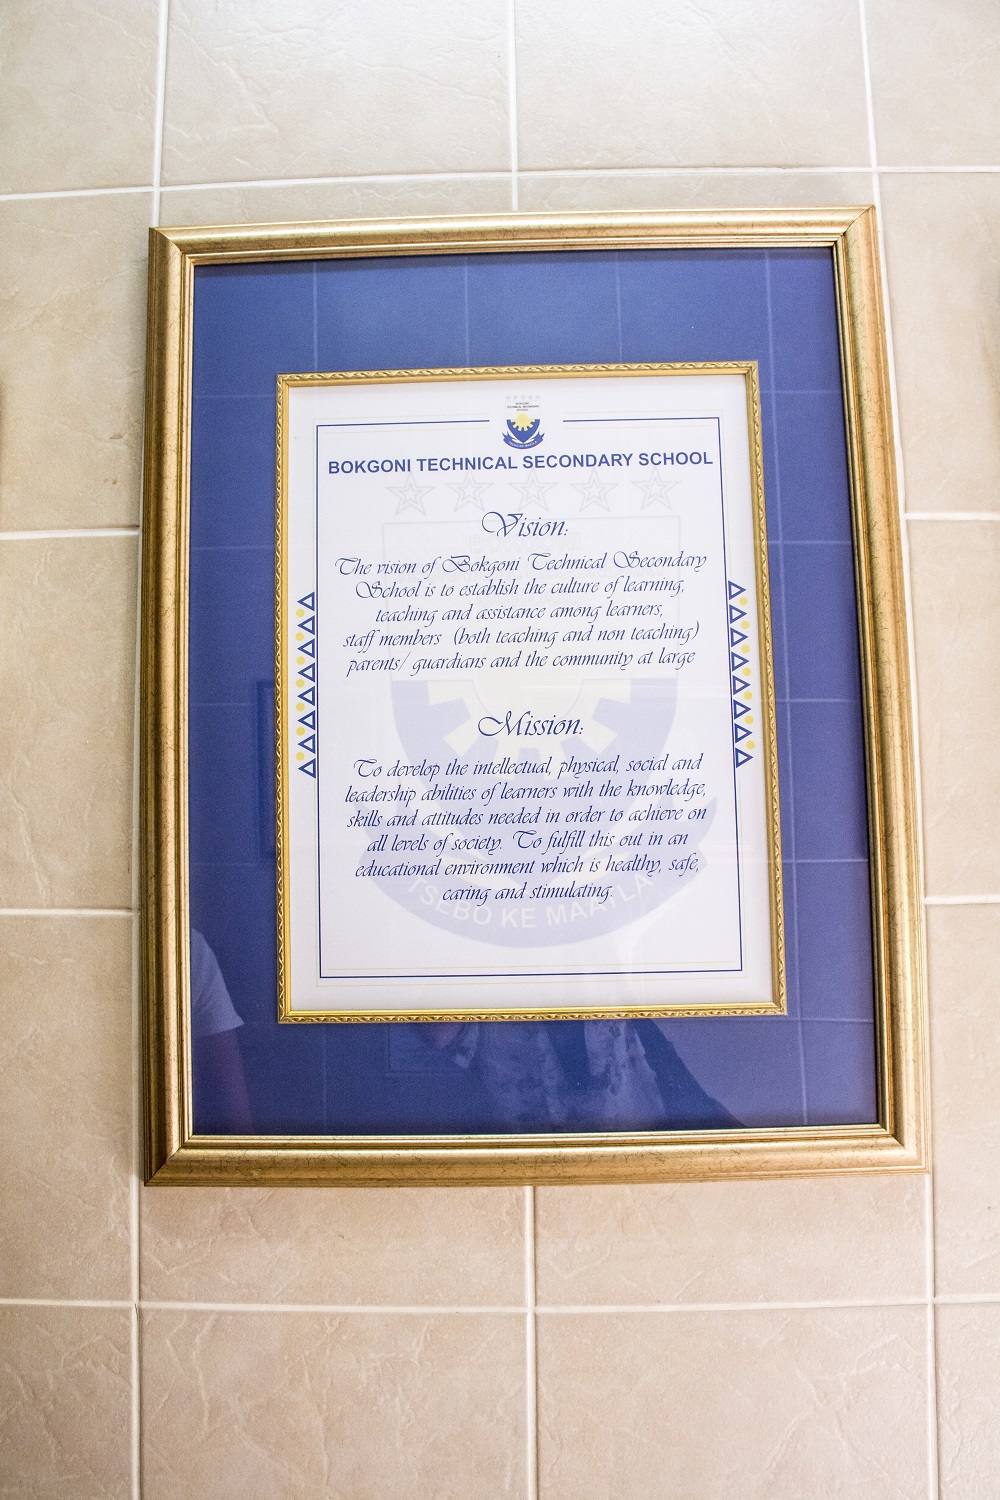 BOKGONI TECHNICAL SECONDARY SCHOOL
Vision:
The vision of Bokgoni Technical Secondary
School is to establish the culture of learning,
teaching and assistance among learners,
staff members (both teaching and non teaching)
parents/ guardians and the community at large
Mission:
To develop the intellectual, physical, social and
leadership abilities of learners with the knowledge,
skills and attitudes needed in order to achieve on
all levels of society. To fulfill this out in an
educational environment which is healthy, safe,
caring and stimulating.
TSEBO KE MAATLA